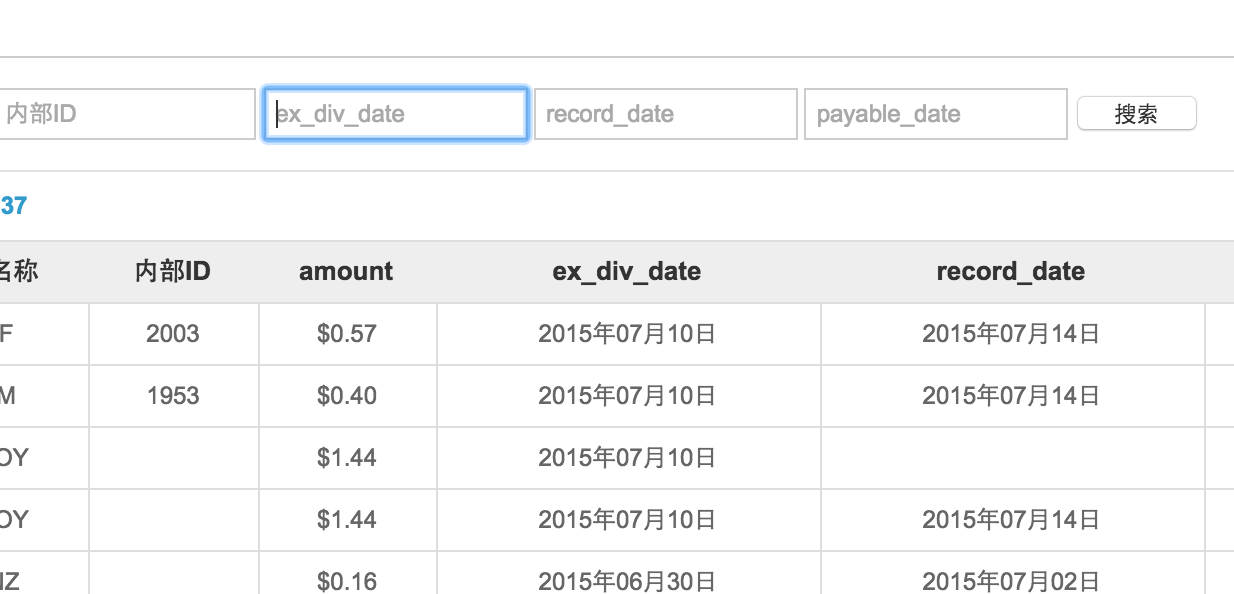 内部ID ex_div_date record_date payable_date 搜索
37
名称 内部ID amount ex_div_date record_date
F 2003 $0.57 2015年07月10日 2015年07月14日
M 1953 $0.40 2015年07月10日 2015年07月14日
OY $1.44 2015年07月10日
OY $1.44 2015年07月10日 2015年07月14日
NZ $0.16 2015年06月30日 2015年07月02日